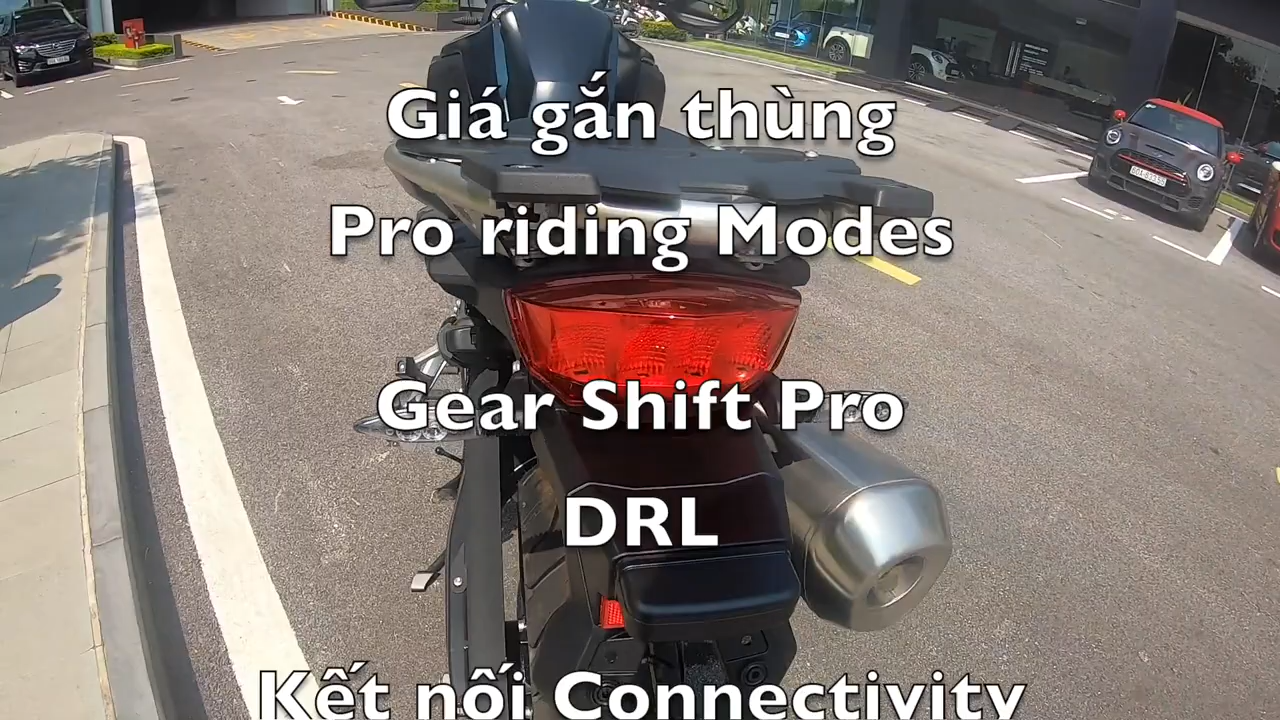 Giá gắn thùng
Pro riding Modes
Gear Shift Pro
DRL
Kết nối Connectivity